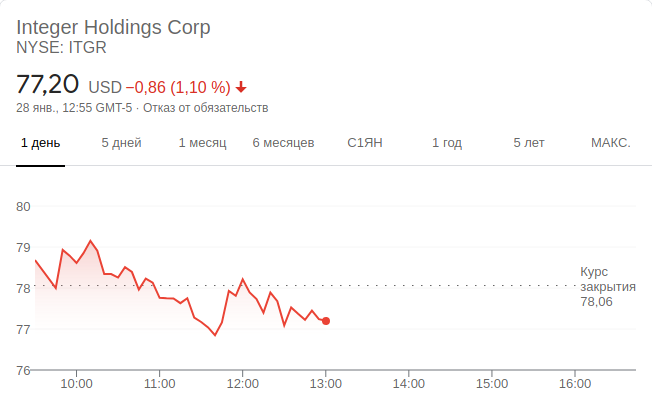 Integer Holdings Corp
NYSE: ITGR
77,20 USD −0,86 (1,10 %)
28 янв., 12:55 GMT-5 · Отказ от обязательств
1 день 5 дней 1 месяц 6 месяцев С1ЯН 1 год 5 лет МАКС.
80
79
78
77
76
Курс
закрытия
78,06
10:00 11:00 12:00 13:00 14:00 15:00 16:00